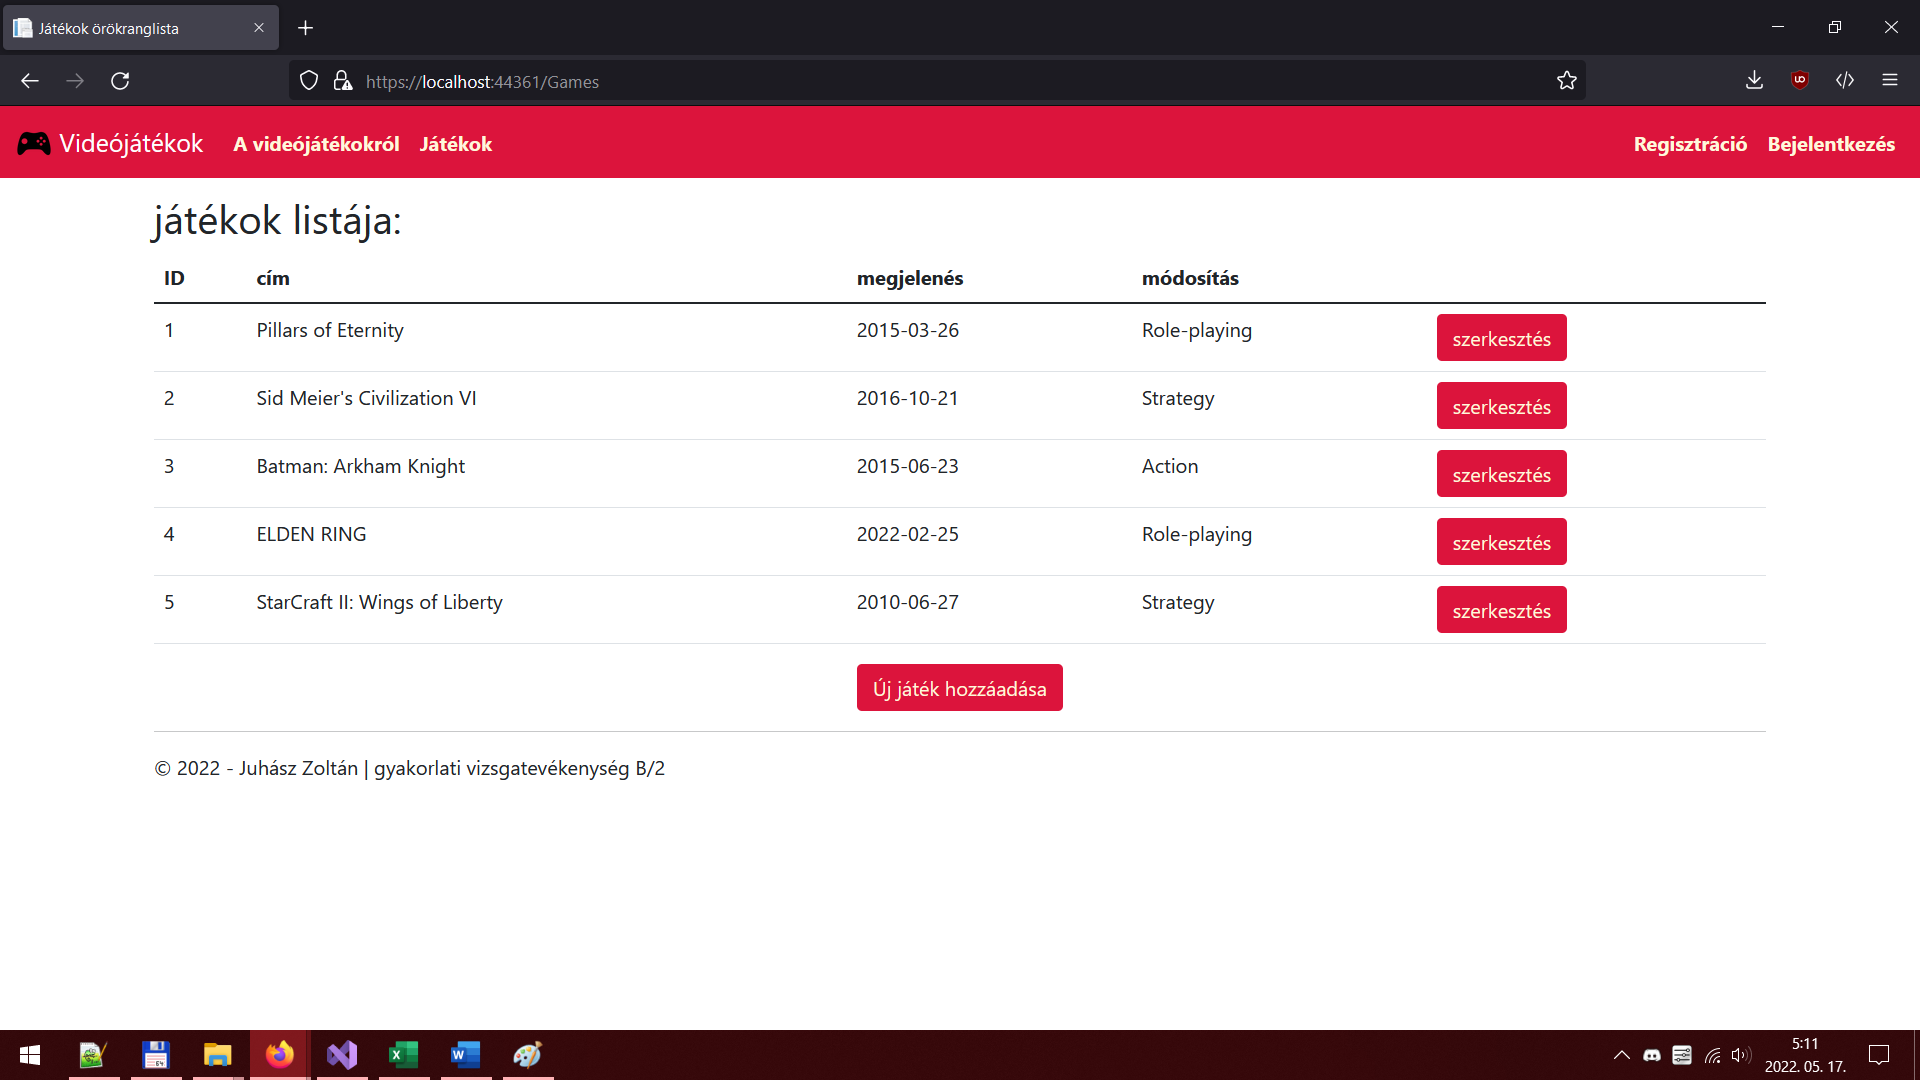 Játékok örökranglista
https://localhost:44361/Games
Videójátékok A videójátékokról Játékok Regisztráció Bejelentkezés
játékok listája:
ID cím megjelenés módosítás
1 Pillars of Eternity 2015-03-26 Role-playing szerkesztés
2 Sid Meier's Civilization VI 2016-10-21 Strategy szerkesztés
3 Batman: Arkham Knight 2015-06-23 Action szerkesztés
4 ELDEN RING 2022-02-25 Role-playing szerkesztés
5 StarCraft II: Wings of Liberty 2010-06-27 Strategy szerkesztés
Új játék hozzáadása
© 2022 - Juhász Zoltán | gyakorlati vizsgatevékenység B/2
5:11
2022. 05. 17.